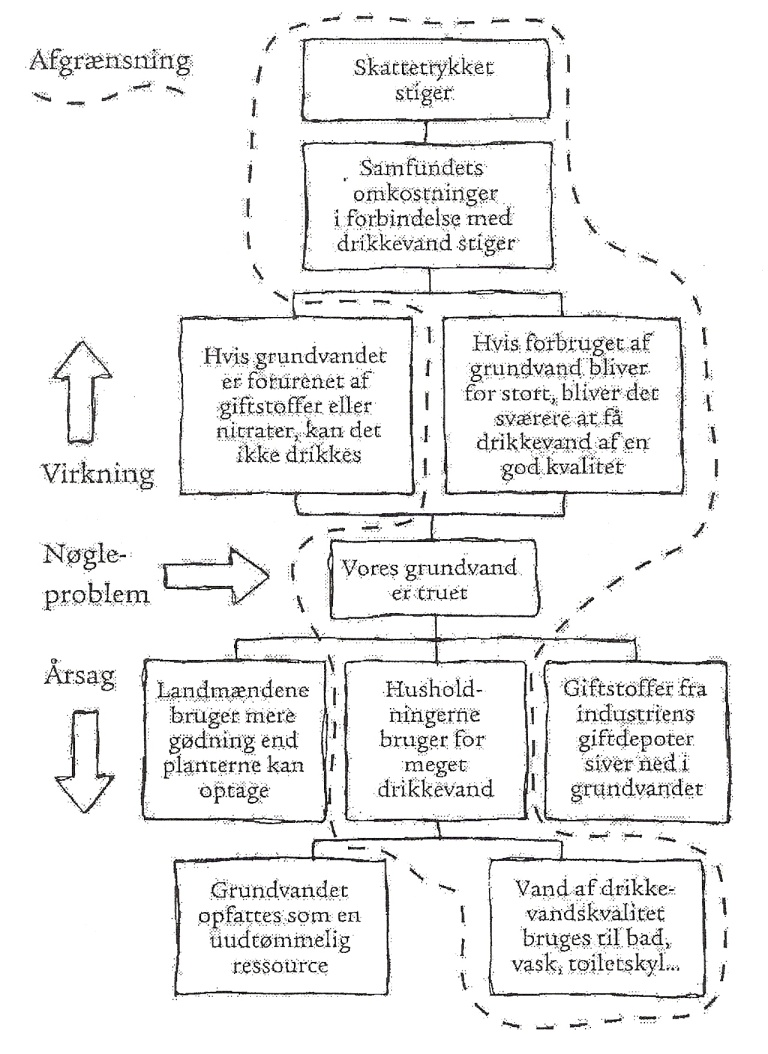 Afgrænsning
Skattetrykket
stiger
Samfundets
omkostninger
i forbindelse med
drikkevand stiger
Hvis grundvandet
er forurenet af
giftstoffer eller
nitrater, kan det
ikke drikkes
Hvis forbruget af
grundvand bliver
for stort, bliver det
sværere at få
drikkevand af en
god kvalitet
Virkning
Nøgle-
problem
Vores grundvand
er truet
Årsag
Landmændene
bruger mere
gødning end
planterne kan
optage
Hushold-
ningerne
bruger for
meget
drikkevand
Giftstoffer fra
industriens
giftdepoter
siver ned i
grundvandet
Grundvandet
opfattes som en
uudtømmelig
ressource
Vand af drikke-
vandskvalitet
bruges til bad,
vask, toiletskyl...